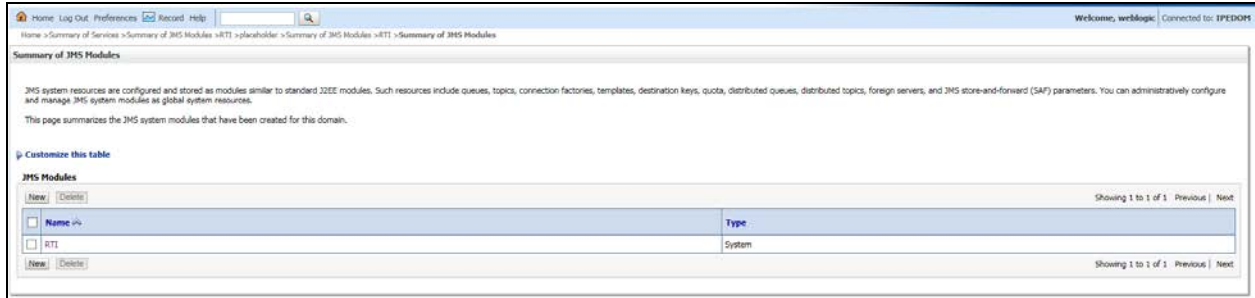 Home Log Out Preferences Record Help Welcome, weblogic Connected to: IPEDOM
Home >Summary of Services >Summary of JMS Modules >RTI >placeholder >Summary of JMS Modules >RTI >Summary of JMS Modules
Summary of JMS Modules
JMS system resources are configured and stored as modules similar to standard J2EE modules. Such resources include queues, topics, connection factories, templates, destination keys, quota, distributed queues, distributed topics, foreign servers, and JMS store-and-forward (SAF) parameters. You can administratively configure
and manage JMS system modules as global system resources.
This page summarizes the JMS system modules that have been created for this domain.
Customize this table
JMS Modules
New Delete Showing 1 to 1 of 1 Previous | Next
Name Type
RTI System
New Delete Showing 1 to 1 of 1 Previous | Next